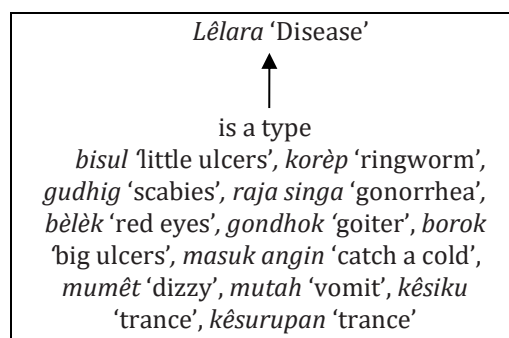 Lêlara ‘Disease’
is a type
bisul ‘little ulcers’, korèp ‘ringworm’,
gudhig ‘scabies’, raja singa ‘gonorrhea’,
bèlèk ‘red eyes’, gondhok ‘goiter’, borok
‘big ulcers’, masuk angin ‘catch a cold’,
mumêt ‘dizzy’, mutah ‘vomit’, kêsiku
‘trance’, kêsurupan ‘trance’